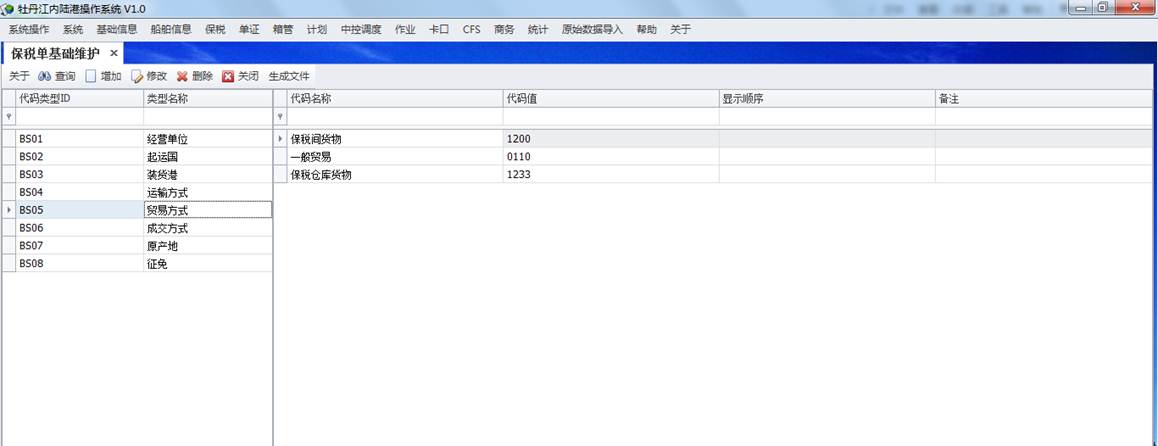 牡丹江内陆港操作系统 V1.0
系统操作 系统 基础信息 船舶信息 保税 单证 箱管 计划 中控调度 作业 卡口 CFS 商务 统计 原始数据导入 帮助 关于
保税单基础维护 ×
关于 查询 增加 修改 删除 关闭 生成文件
代码类型ID 类型名称 代码名称 代码值 显示顺序 备注
BS01 经营单位 保税间货物 1200
BS02 起运国 一般贸易 0110
BS03 装货港 保税仓库货物 1233
BS04 运输方式
BS05 贸易方式
BS06 成交方式
BS07 原产地
BS08 征免